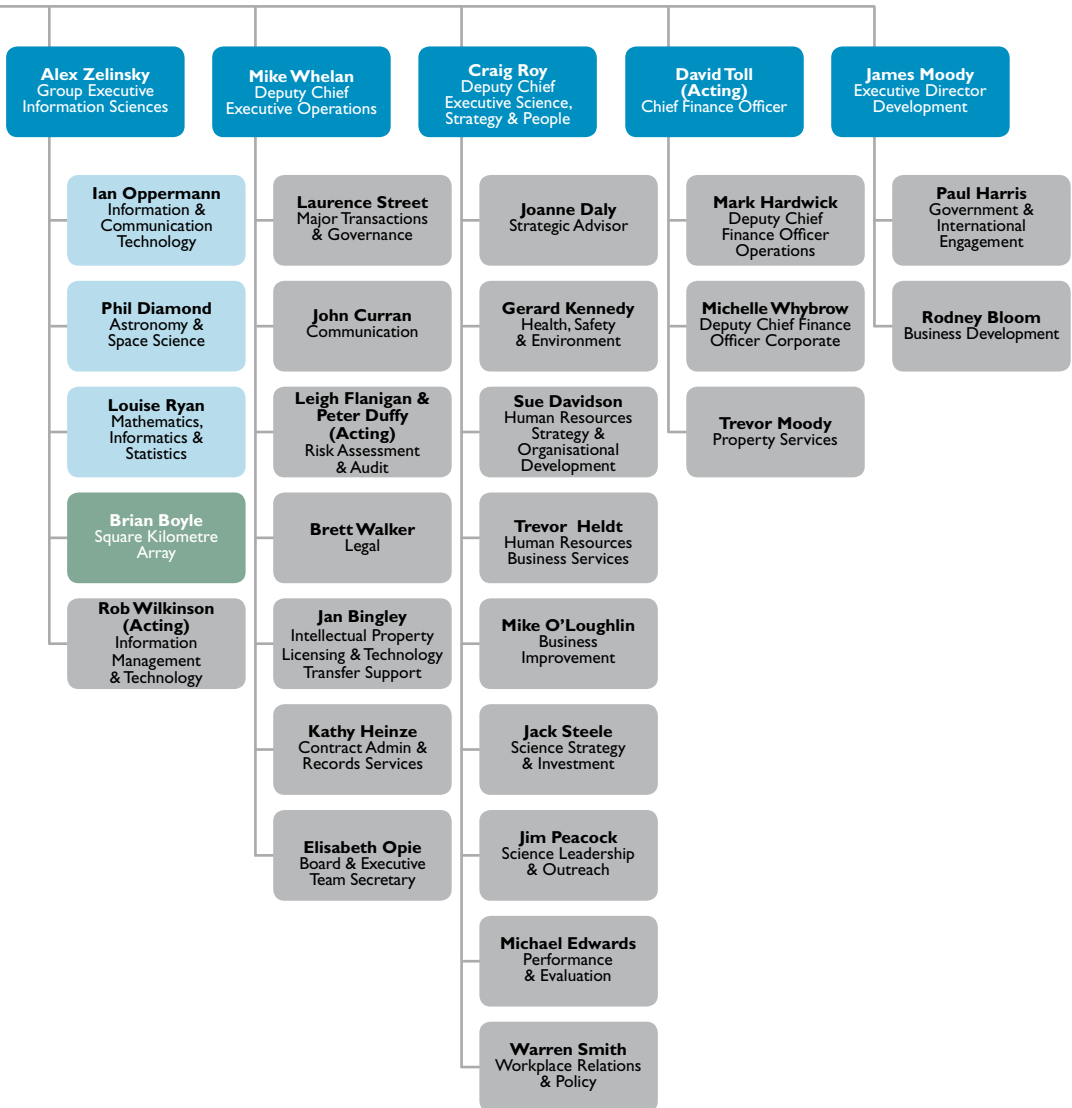 Alex Zelinsky
Group Executive
Information Sciences
Mike Whelan
Deputy Chief
Executive Operations
Craig Roy
Deputy Chief
Executive Science,
Strategy & People
David Toll
(Acting)
Chief Finance Officer
James Moody
Executive Director
Development
Ian Oppermann
Information &
Communication
Technology
Phil Diamond
Astronomy &
Space Science
Louise Ryan
Mathematics,
Informatics &
Statistics
Brian Boyle
Square Kilometre
Array
Rob Wilkinson
(Acting)
Information
Management
& Technology
Laurence Street
Major Transactions
& Governance
John Curran
Communication
Leigh Flanigan &
Peter Duffy
(Acting)
Risk Assessment
& Audit
Brett Walker
Legal
Jan Bingley
Intellectual Property
Licensing & Technology
Transfer Support
Kathy Heinze
Contract Admin &
Records Services
Elisabeth Opie
Board & Executive
Team Secretary
Joanne Daly
Strategic Advisor
Gerard Kennedy
Health, Safety
& Environment
Sue Davidson
Human Resources
Strategy &
Organisational
Development
Trevor Heldt
Human Resources
Business Services
Mike O'Loughlin
Business
Improvement
Jack Steele
Science Strategy
& Investment
Jim Peacock
Science Leadership
& Outreach
Michael Edwards
Performance
& Evaluation
Warren Smith
Workplace Relations
& Policy
Mark Hardwick
Deputy Chief
Finance Officer
Operations
Michelle Whybrow
Deputy Chief Finance
Officer Corporate
Trevor Moody
Property Services
Paul Harris
Government &
International
Engagement
Rodney Bloom
Business Development